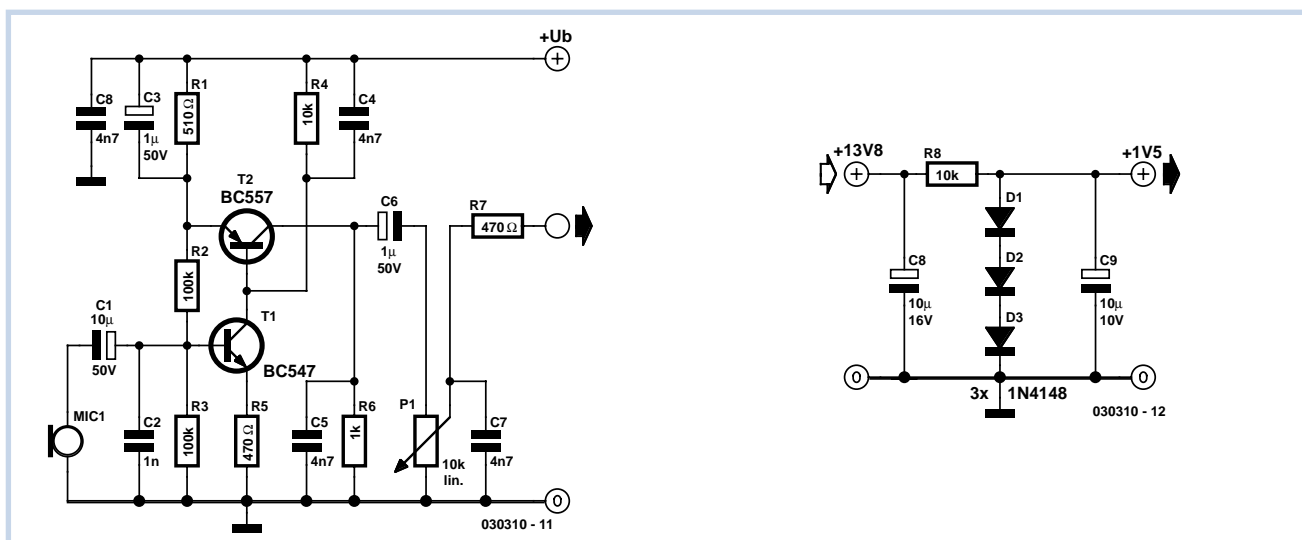 +Ub
+
C8
4n7
C3
1µ
50V
R1
510 Ω
R4
10k
C4
4n7
T2
BC557
C6
1µ
50V
R7
470 Ω
R2
100k
C1
10µ
50V
T1
BC547
MIC1
C2
1n
R3
100k
R5
470 Ω
C5
4n7
R6
1k
P1
10k
lin.
C7
4n7
0
030310 - 11
+13V8
+
R8
10k
+1V5
+
D1
D2
D3
C8
10µ
16V
C9
10µ
10V
0
0
3x 1N4148
030310 - 12